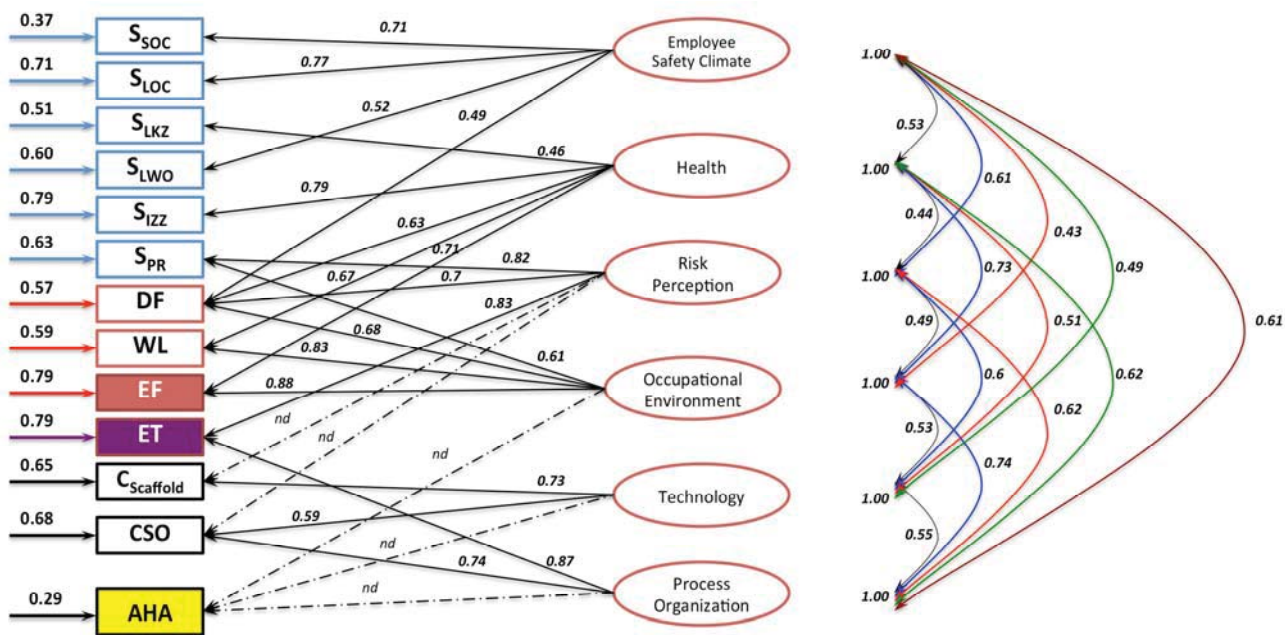 0.37
S_SOC
0.71
Employee
Safety Climate
1.00
0.71
S_LOC
0.77
0.51
S_LKZ
0.52
0.49
0.53
0.60
S_LWO
0.46
Health
1.00
0.61
0.79
S_IZZ
0.79
0.44
0.43
0.63
S_PR
0.63
0.71
0.82
Risk
Perception
1.00
0.73
0.49
0.57
DF
0.67
0.7
0.83
0.49
0.51
0.61
0.59
WL
0.68
0.83
0.61
0.6
0.62
0.79
EF
0.88
Occupational
Environment
1.00
0.62
0.79
ET
nd
nd
nd
0.53
0.74
0.65
C_Scaffold
0.73
Technology
1.00
0.68
CSO
0.59
nd
0.74
0.87
0.55
0.29
AHA
nd
Process
Organization
1.00